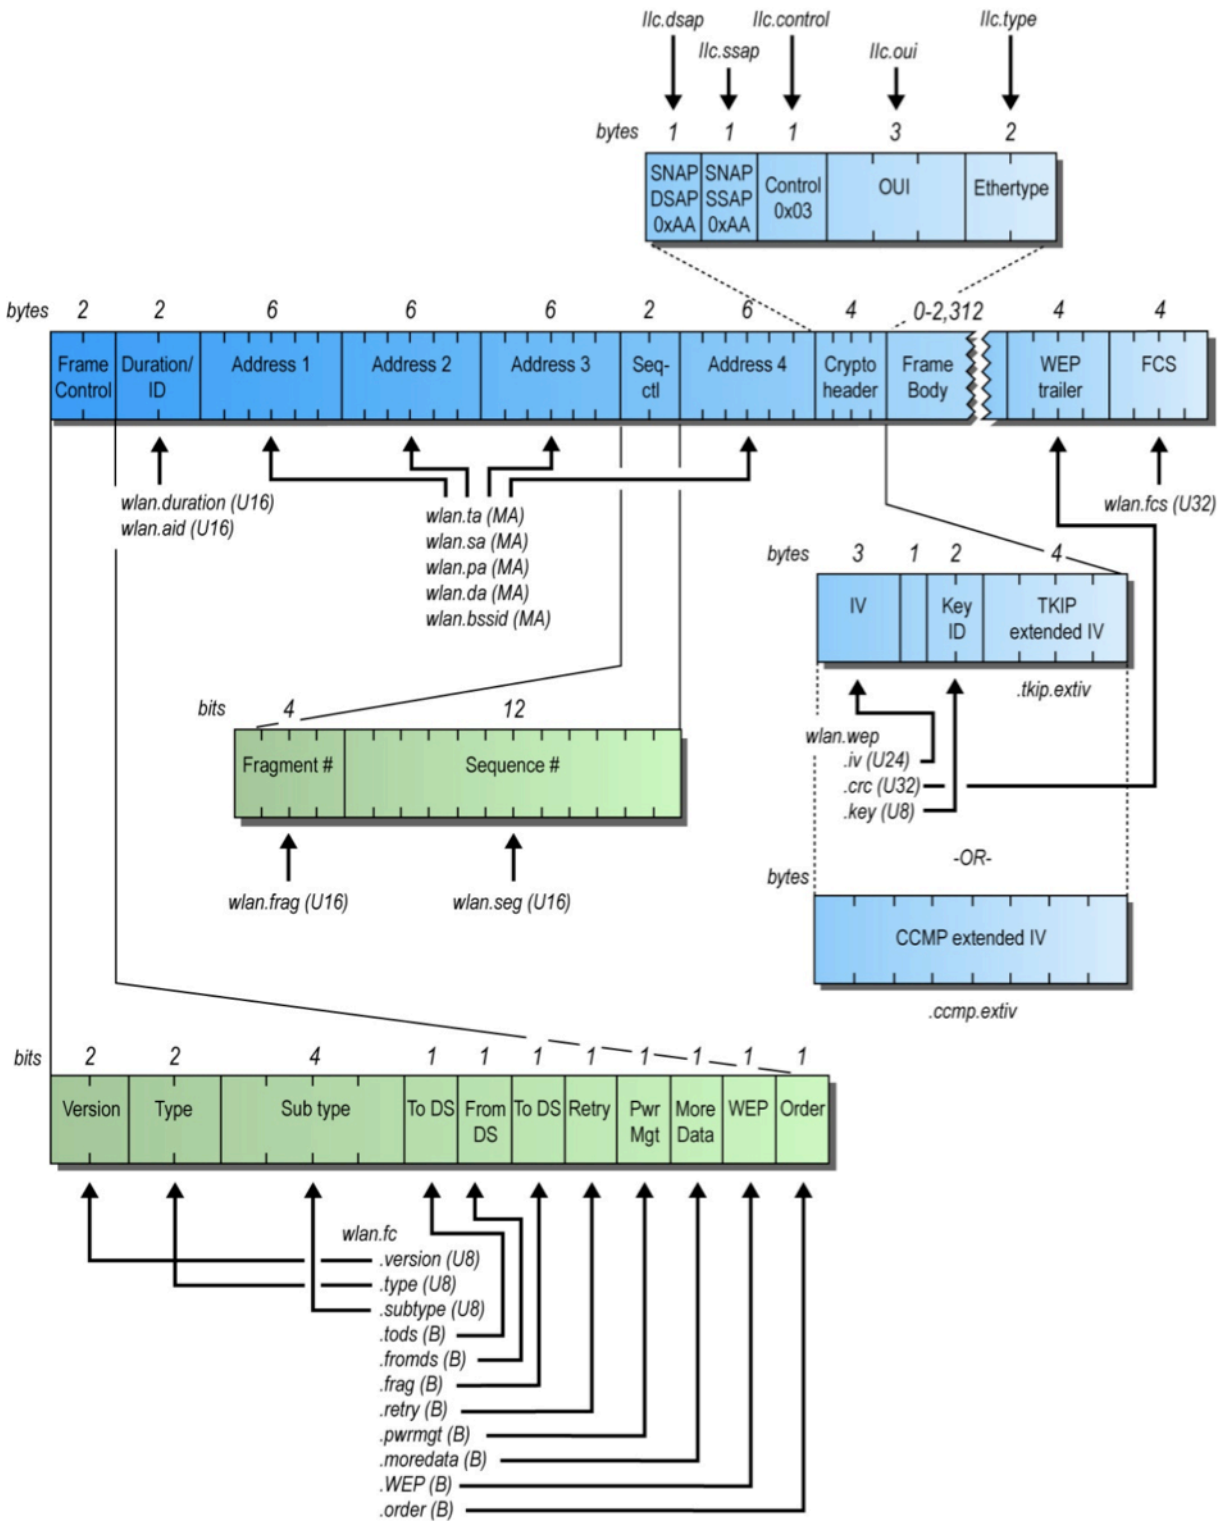 llc.dsap
llc.control
llc.type
llc.ssap
llc.oui
bytes 1 1 1 3 2
SNAP DSAP 0xAA
SNAP SSAP 0xAA
Control 0x03
OUI
Ethertype
bytes 2 2 6 6 6 2 6 4 0-2,312 4 4
Frame Control
Duration/ ID
Address 1
Address 2
Address 3
Seq- ctl
Address 4
Crypto header
Frame Body
WEP trailer
FCS
wlan.duration (U16)
wlan.aid (U16)
wlan.ta (MA)
wlan.sa (MA)
wlan.pa (MA)
wlan.da (MA)
wlan.bssid (MA)
wlan.fcs (U32)
bytes 3 1 2 4
IV
Key ID
TKIP extended IV
.tkip.extiv
wlan.wep
.iv (U24)
.crc (U32)
.key (U8)
-OR-
bytes
CCMP extended IV
.ccmp.extiv
bits 4 12
Fragment #
Sequence #
wlan.frag (U16)
wlan.seg (U16)
bits 2 2 4 1 1 1 1 1 1 1 1
Version
Type
Sub type
To DS
From DS
To DS
Retry
Pwr Mgt
More Data
WEP
Order
wlan.fc
.version (U8)
.type (U8)
.subtype (U8)
.tods (B)
.fromds (B)
.frag (B)
.retry (B)
.pwrmgt (B)
.moredata (B)
.WEP (B)
.order (B)